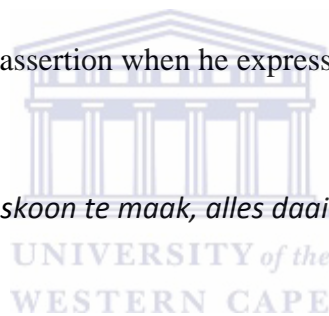 assertion when he express
skoon te maak, alles daai
UNIVERSITY of the
WESTERN CAPE